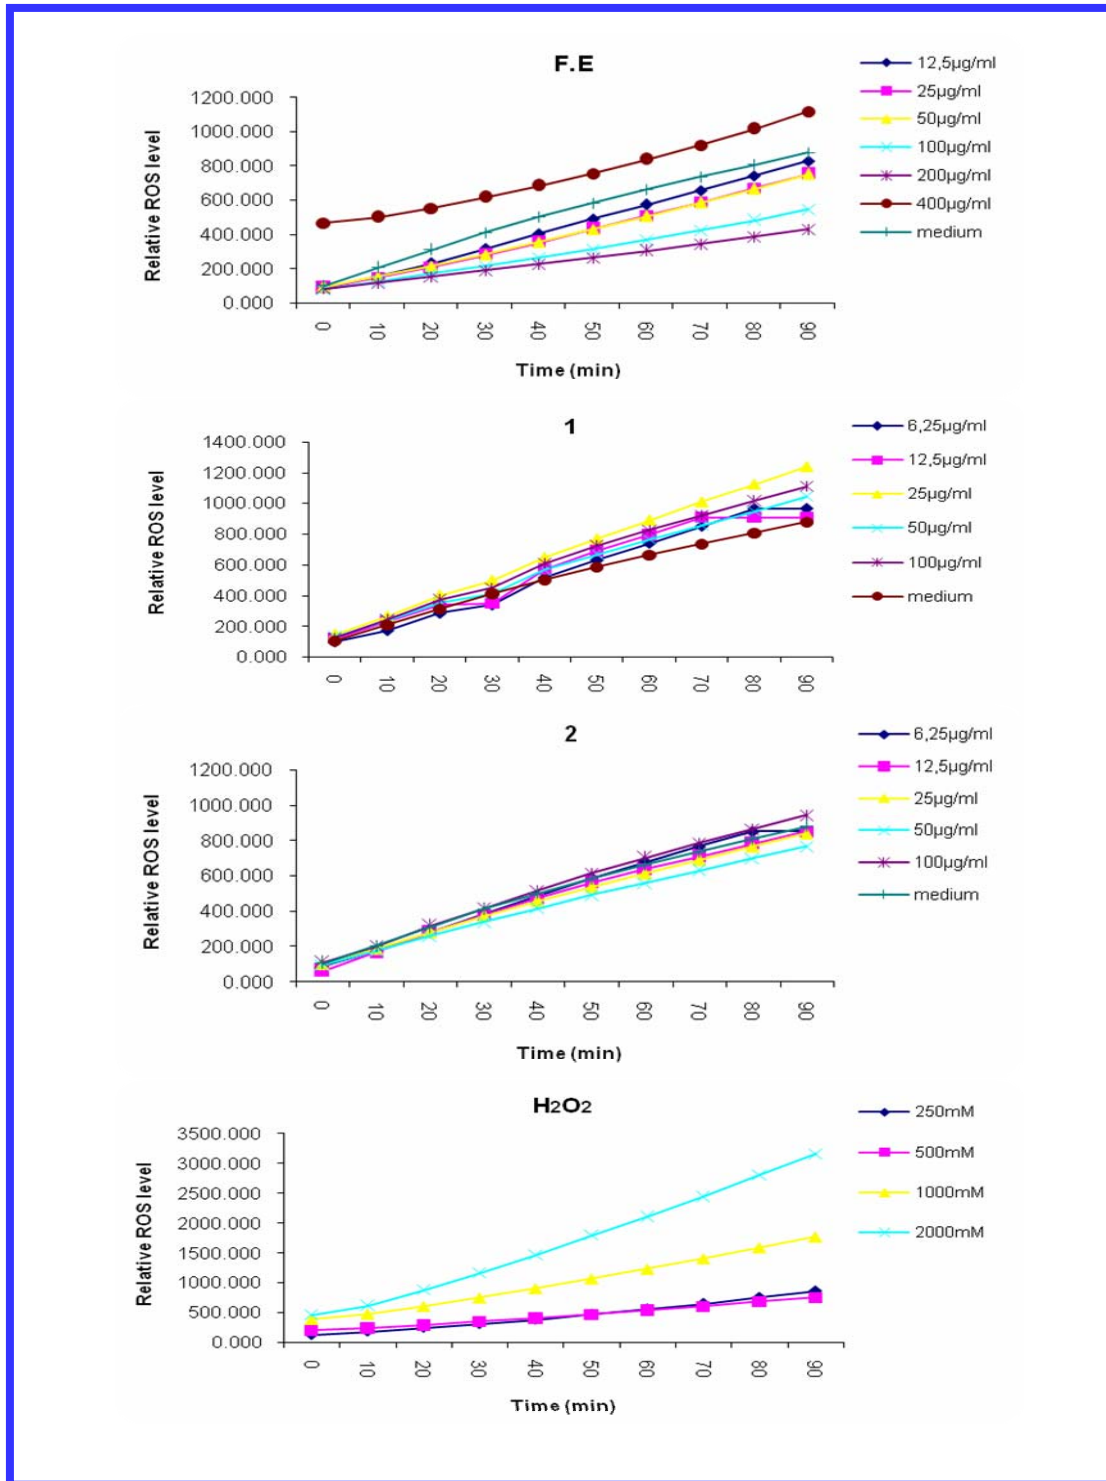 F.E
12,5µg/ml
25µg/ml
50µg/ml
100µg/ml
200µg/ml
400µg/ml
medium
Relative ROS level
1200.000
1000.000
800.000
600.000
400.000
200.000
0.000
0 10 20 30 40 50 60 70 80 90
Time (min)
1
6,25µg/ml
12,5µg/ml
25µg/ml
50µg/ml
100µg/ml
medium
Relative ROS level
1400.000
1200.000
1000.000
800.000
600.000
400.000
200.000
0.000
0 10 20 30 40 50 60 70 80 90
2
6,25µg/ml
12,5µg/ml
25µg/ml
50µg/ml
100µg/ml
medium
Relative ROS level
1200.000
1000.000
800.000
600.000
400.000
200.000
0.000
0 10 20 30 40 50 60 70 80 90
Time (min)
H2O2
250mM
500mM
1000mM
2000mM
Relative ROS level
3500.000
3000.000
2500.000
2000.000
1500.000
1000.000
500.000
0.000
0 10 20 30 40 50 60 70 80 90
Time (min)